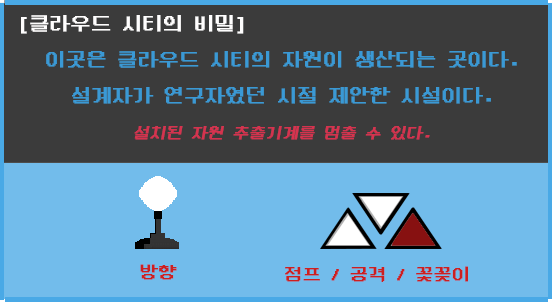 [클라우드 시티의 비밀]
이곳은 클라우드 시티의 자원이 생산되는 곳이다.
설계자가 연구자였던 시절 제안한 시설이다.
설치된 자원 추출기계를 멈출 수 있다.
방향
점프 / 공격 / 꽃꽂이